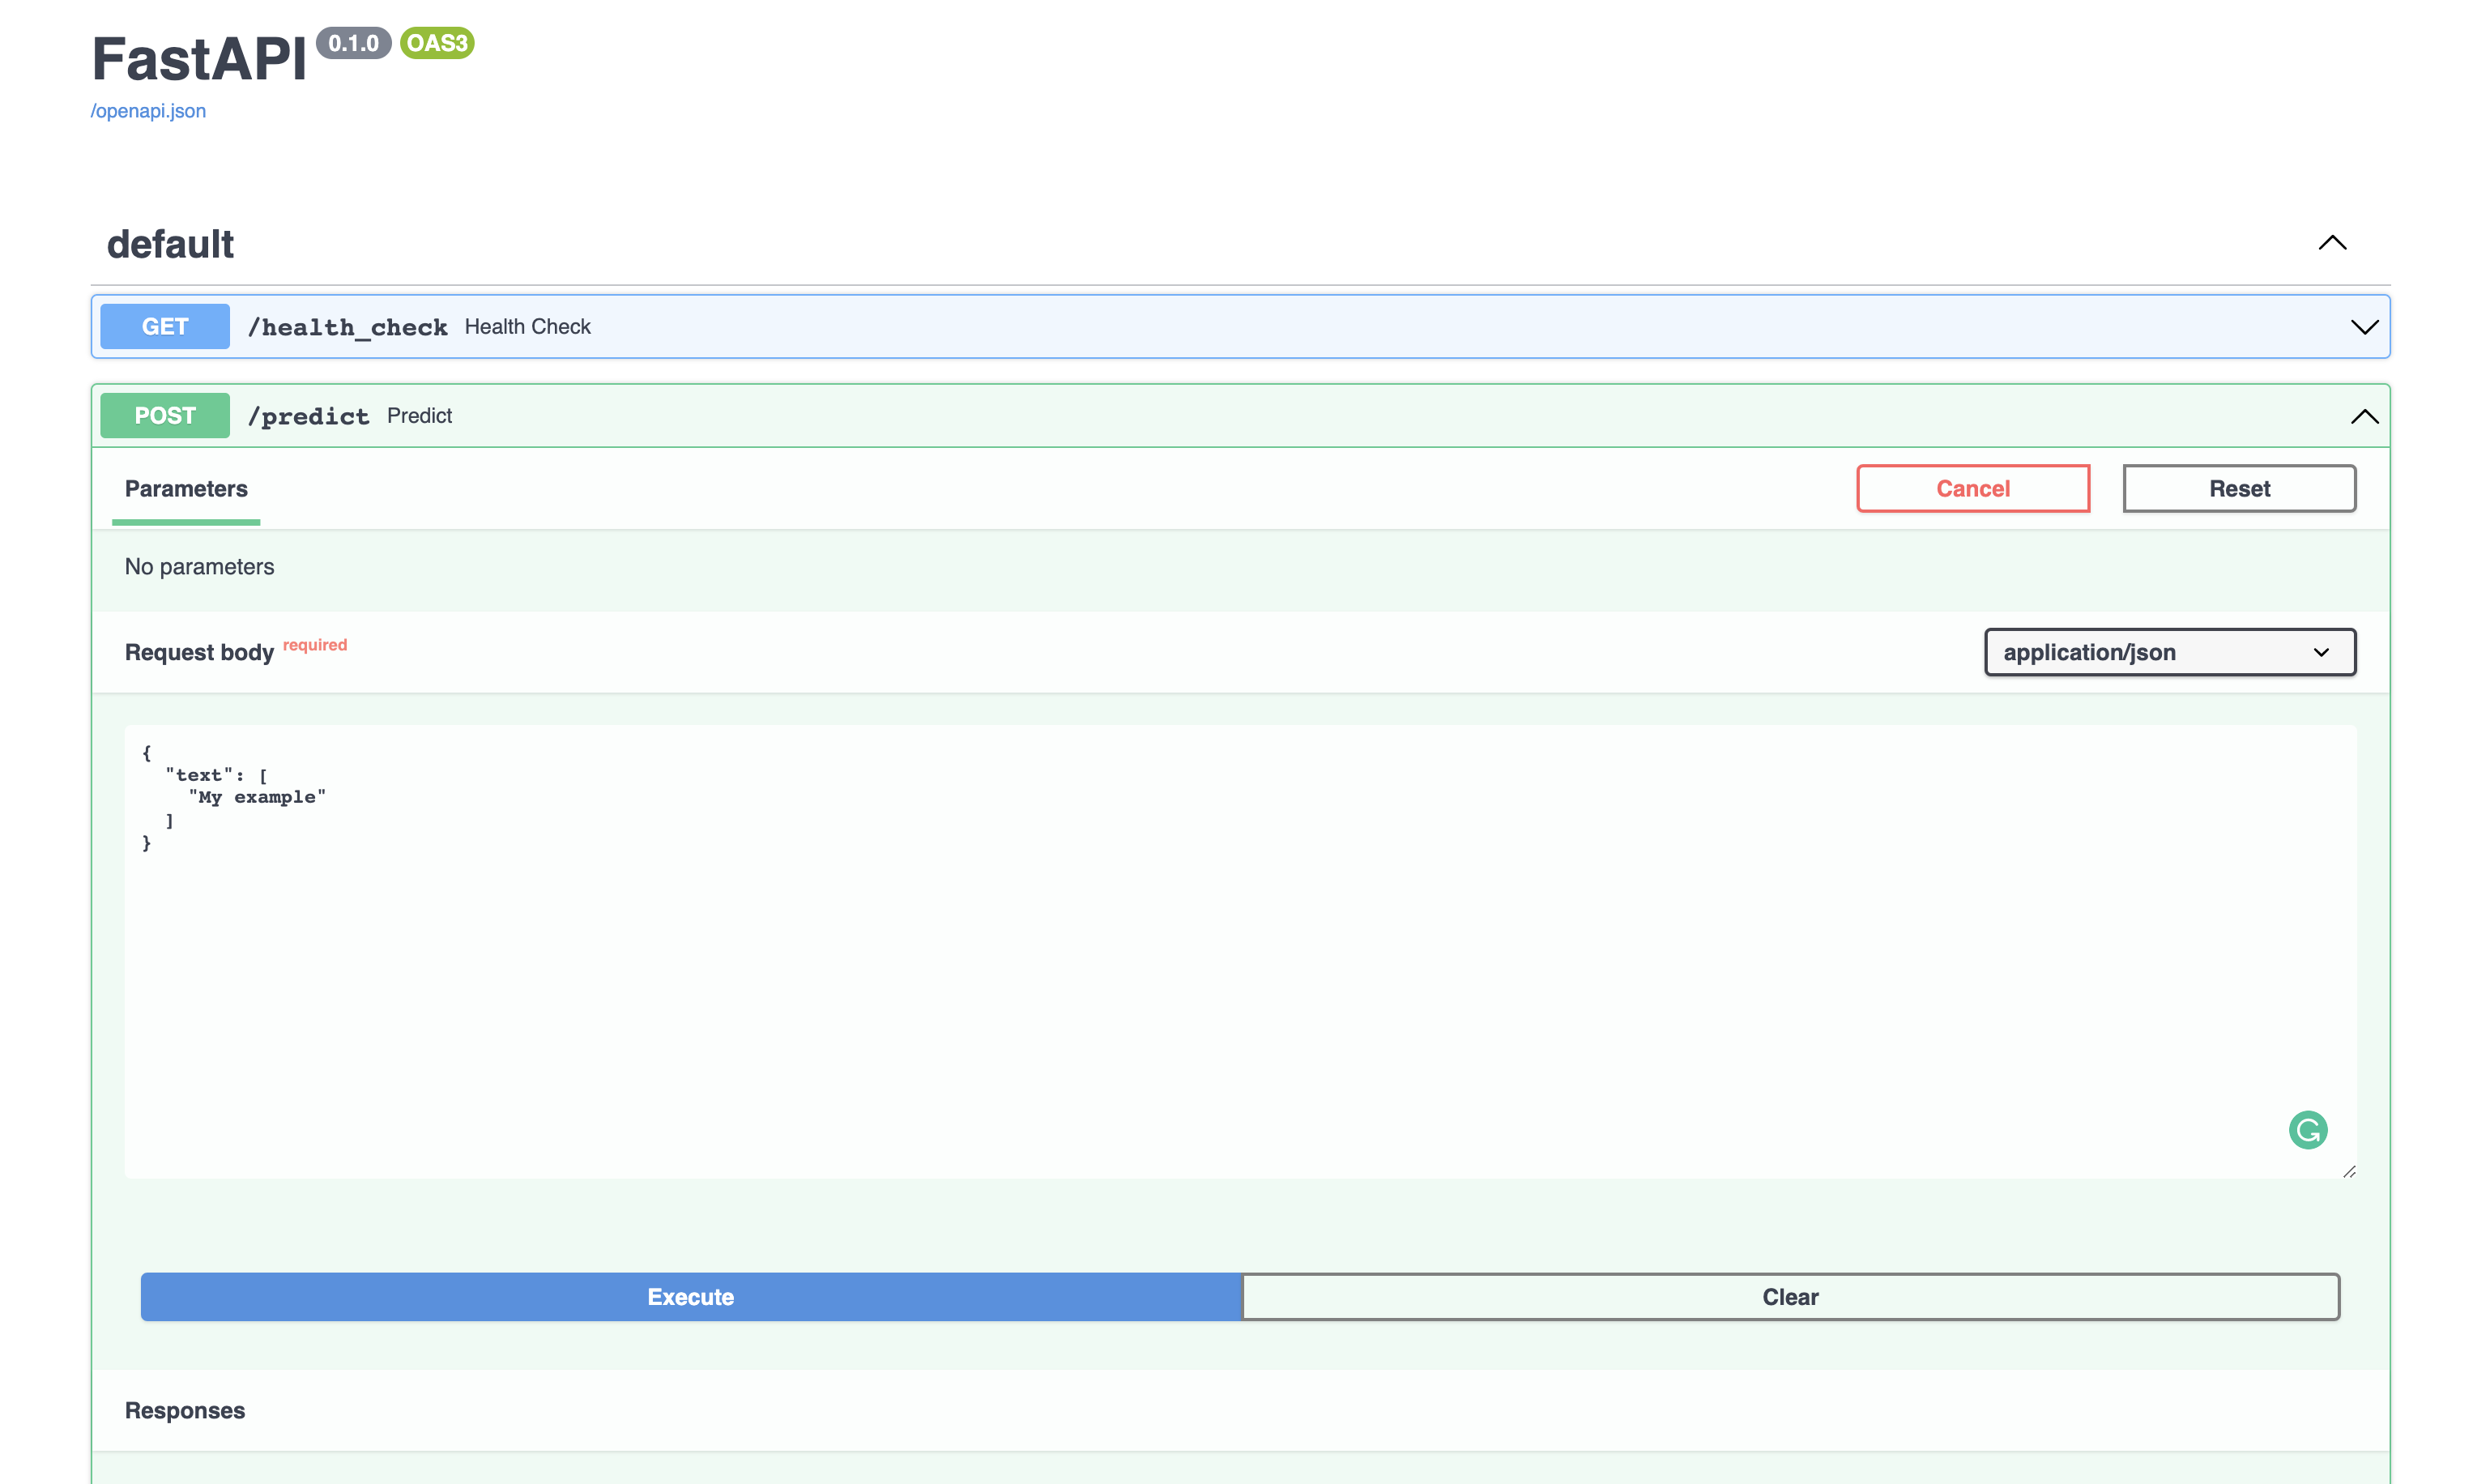 FastAPI 0.1.0 OAS3
/openapi.json
default
GET /health_check Health Check
POST /predict Predict
Parameters Cancel Reset
No parameters
Request body required application/json
{
"text": [
"My example"
]
}
Execute Clear
Responses